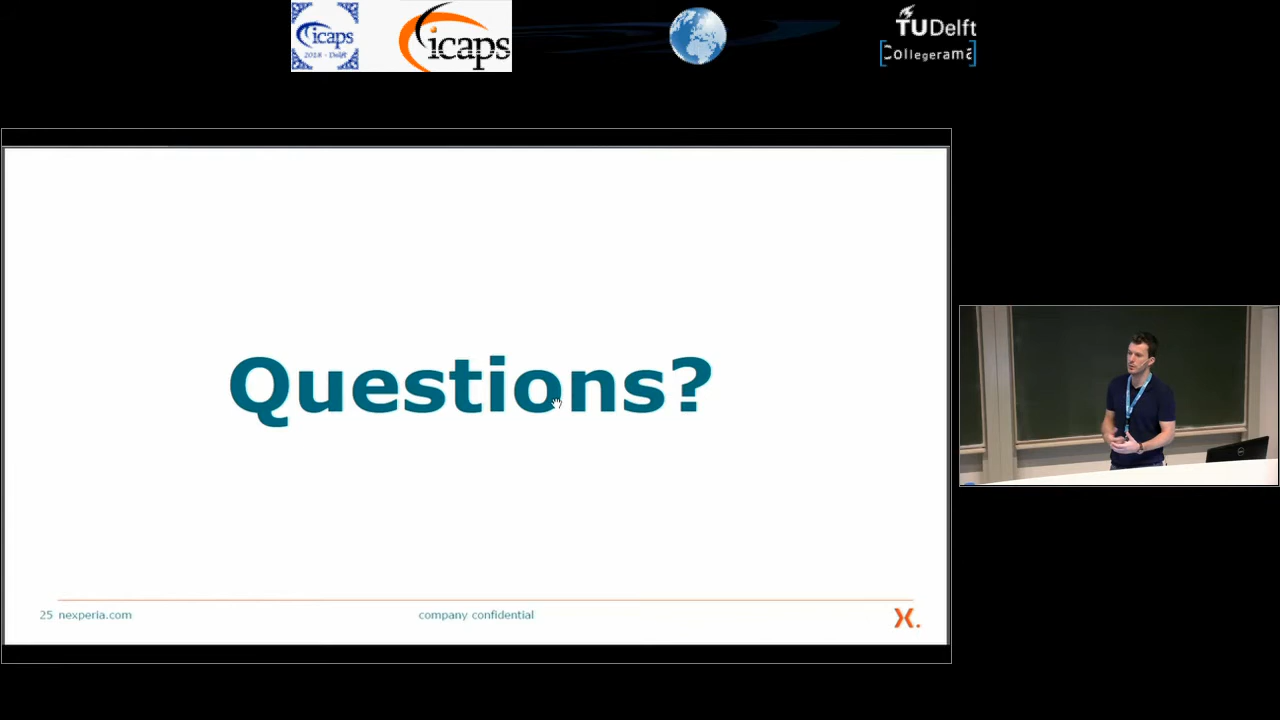 icaps
2018 - Delft
icaps
TUDelft
Collegerama
Questions?
25 nexperia.com
company confidential
X.